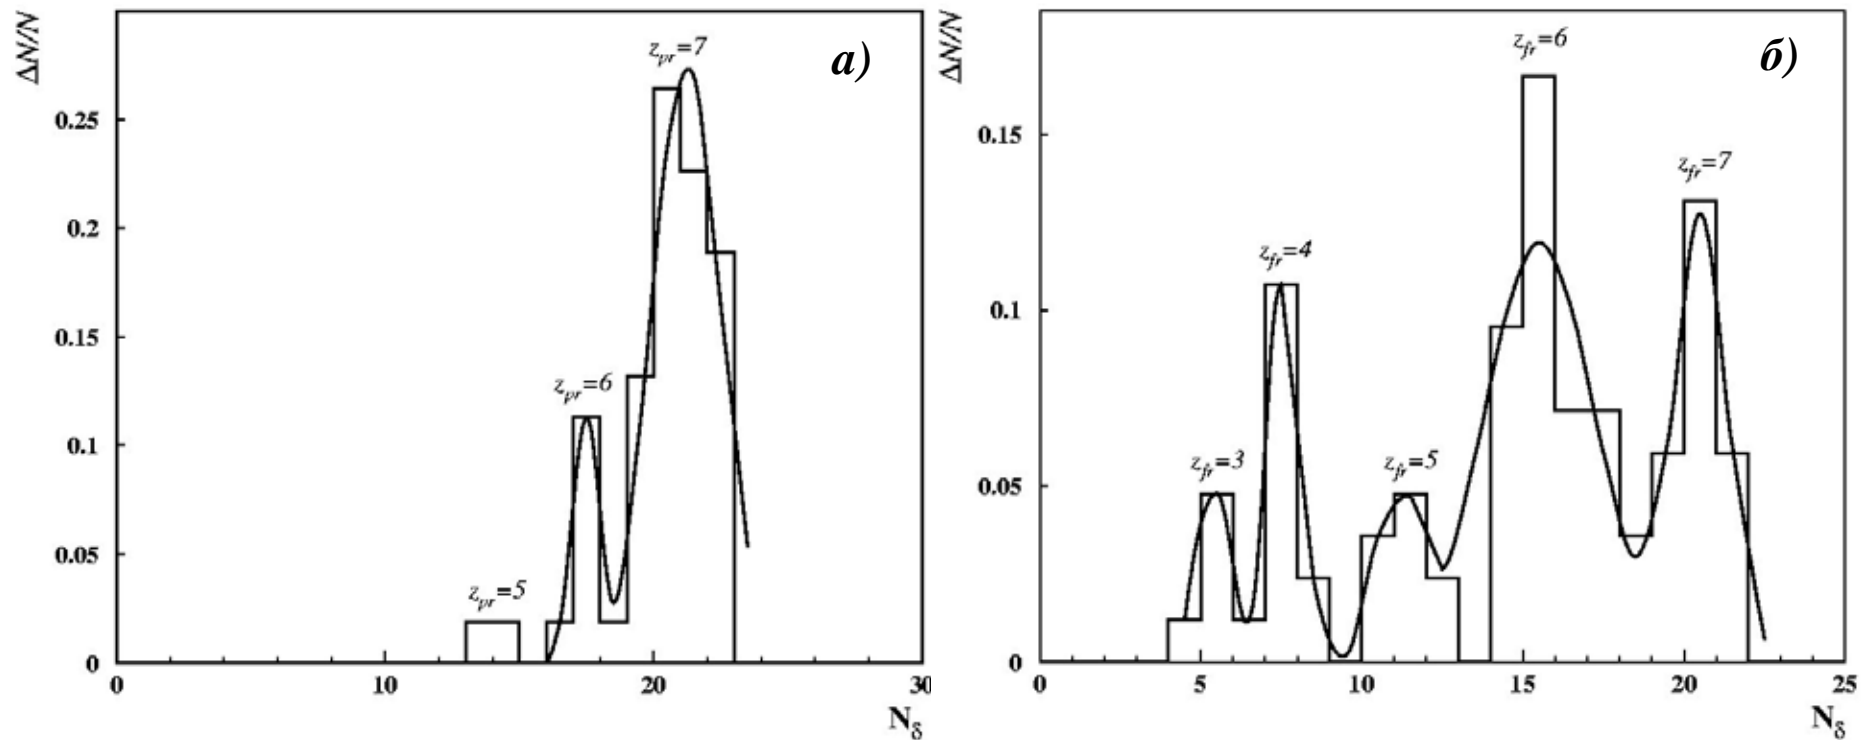 ΔN/N
а)
z_pr=7
0.25
0.2
0.15
z_pr=6
0.1
0.05
z_pr=5
0
0 10 20 30
N_δ
ΔN/N
б)
z_fr=6
0.15
z_fr=7
z_fr=4
0.1
z_fr=3
z_fr=5
0.05
0
0 5 10 15 20 25
N_δ